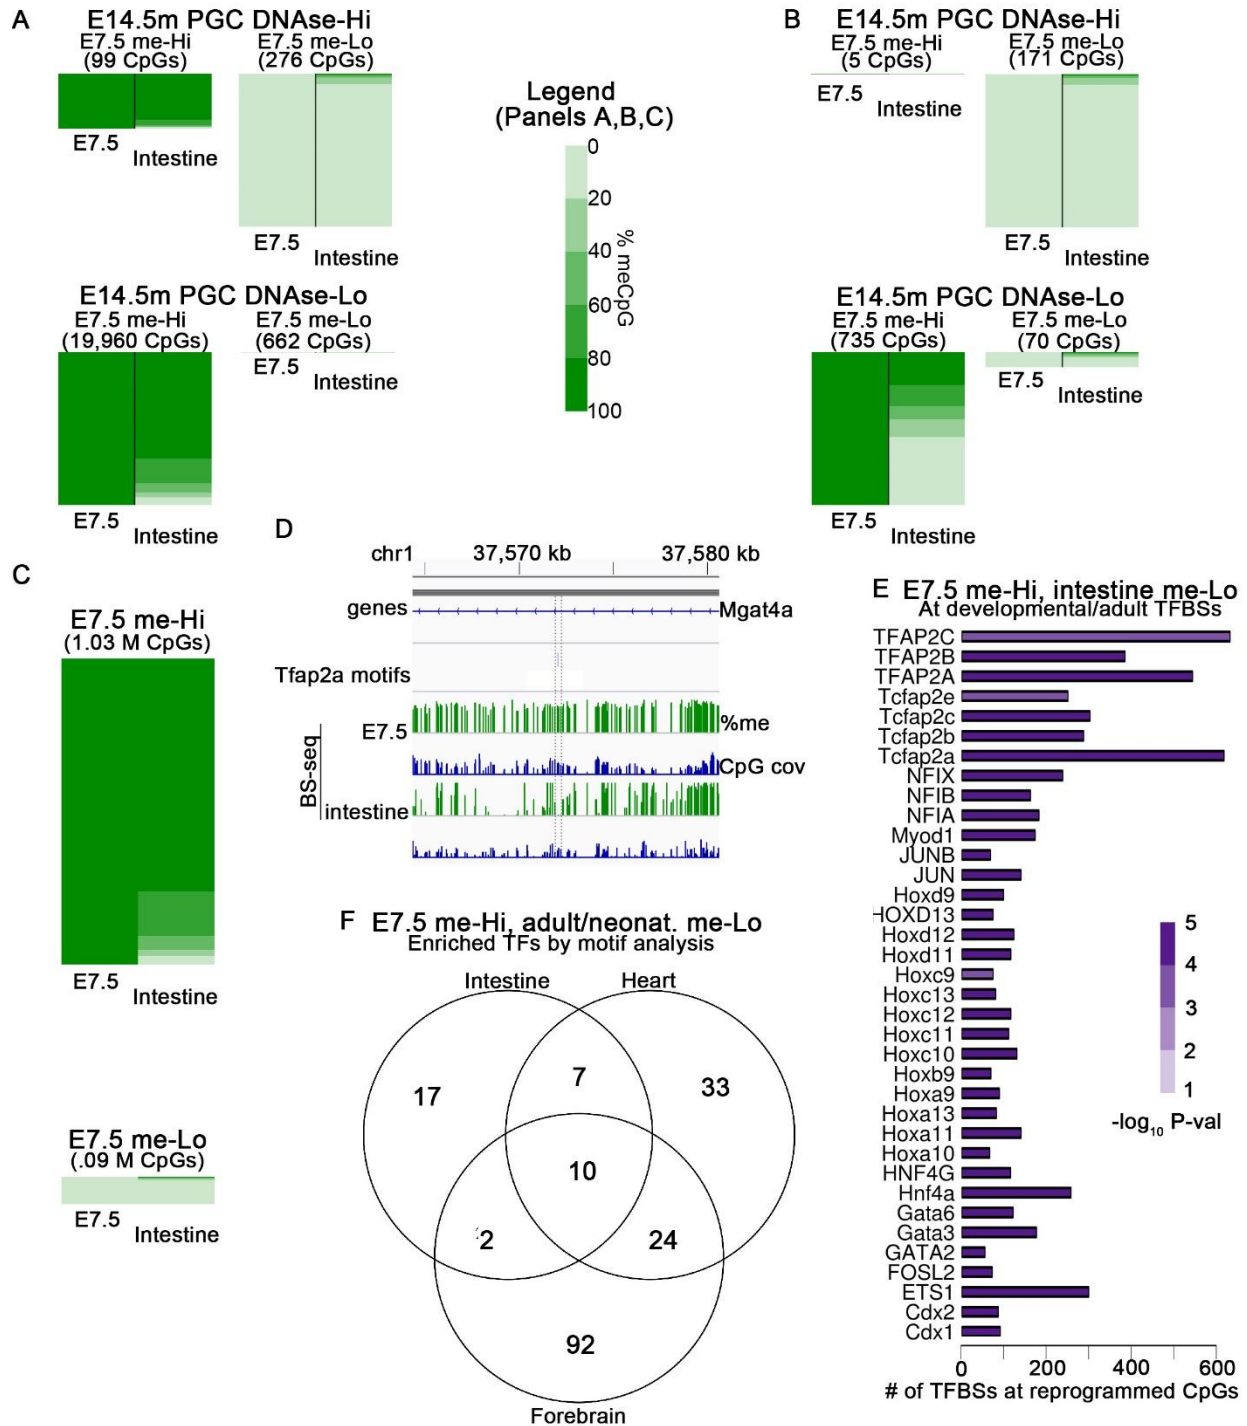 A
E14.5m PGC DNAse-Hi
E7.5 me-Hi
(99 CpGs)
E7.5 me-Lo
(276 CpGs)
E7.5
Intestine
E7.5
Intestine
E14.5m PGC DNAse-Lo
E7.5 me-Hi
(19,960 CpGs)
E7.5 me-Lo
(662 CpGs)
E7.5
Intestine
E7.5
Intestine
Legend
(Panels A,B,C)
0
20
40
60
80
100
% meCpG
B
E14.5m PGC DNAse-Hi
E7.5 me-Hi
(5 CpGs)
E7.5 me-Lo
(171 CpGs)
E7.5
Intestine
E7.5
Intestine
E14.5m PGC DNAse-Lo
E7.5 me-Hi
(735 CpGs)
E7.5 me-Lo
(70 CpGs)
E7.5
Intestine
E7.5
Intestine
C
E7.5 me-Hi
(1.03 M CpGs)
E7.5
Intestine
E7.5 me-Lo
(.09 M CpGs)
E7.5
Intestine
D
chr1
37,570 kb
37,580 kb
genes
Mgat4a
Tfap2a motifs
BS-seq
E7.5
%me
CpG cov
intestine
E
E7.5 me-Hi, intestine me-Lo
At developmental/adult TFBSs
TFAP2C
TFAP2B
TFAP2A
Tcfap2e
Tcfap2c
Tcfap2b
Tcfap2a
NFIX
NFIB
NFIA
Myod1
JUNB
JUN
Hoxd9
HOXD13
Hoxd12
Hoxd11
Hoxc9
Hoxc13
Hoxc12
Hoxc11
Hoxc10
Hoxb9
Hoxa9
Hoxa13
Hoxa11
Hoxa10
HNF4G
Hnf4a
Gata6
Gata3
GATA2
FOSL2
ETS1
Cdx2
Cdx1
0
200
400
600
# of TFBSs at reprogrammed CpGs
5
4
3
2
1
-log10 P-val
F
E7.5 me-Hi, adult/neonat. me-Lo
Enriched TFs by motif analysis
Intestine
Heart
17
7
33
10
2
24
92
Forebrain